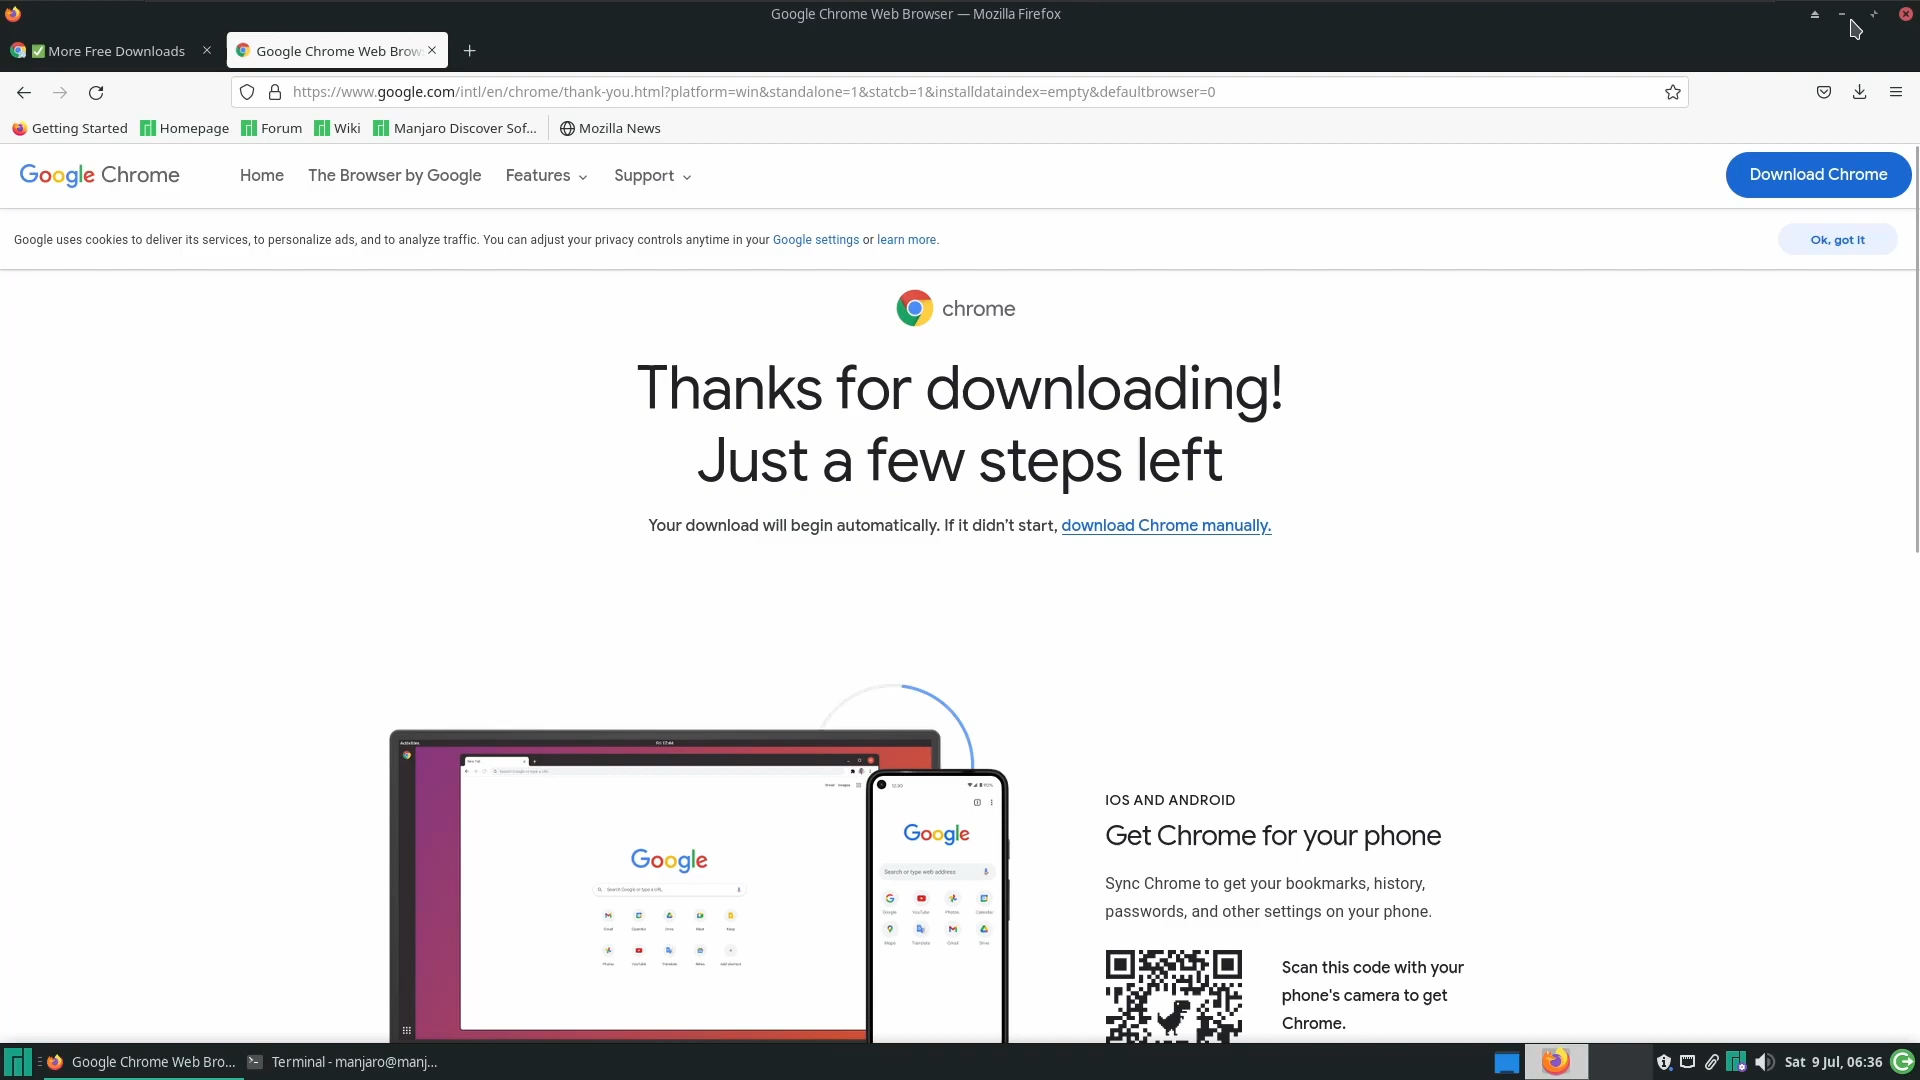 Google Chrome Web Browser — Mozilla Firefox
✅ More Free Downloads
Google Chrome Web Brow
https://www.google.com/intl/en/chrome/thank-you.html?platform=win&standalone=1&statcb=1&installdataindex=empty&defaultbrowser=0
Getting Started Homepage Forum Wiki Manjaro Discover Sof... Mozilla News
Google Chrome Home The Browser by Google Features Support Download Chrome
Google uses cookies to deliver its services, to personalize ads, and to analyze traffic. You can adjust your privacy controls anytime in your Google settings or learn more. Ok, got it
chrome
Thanks for downloading!
Just a few steps left
Your download will begin automatically. If it didn’t start, download Chrome manually.
Google
Google
Search or type web address
IOS AND ANDROID
Get Chrome for your phone
Sync Chrome to get your bookmarks, history,
passwords, and other settings on your phone.
Scan this code with your
phone's camera to get
Chrome.
Google Chrome Web Bro... Terminal - manjaro@manj... Sat 9 Jul, 06:36